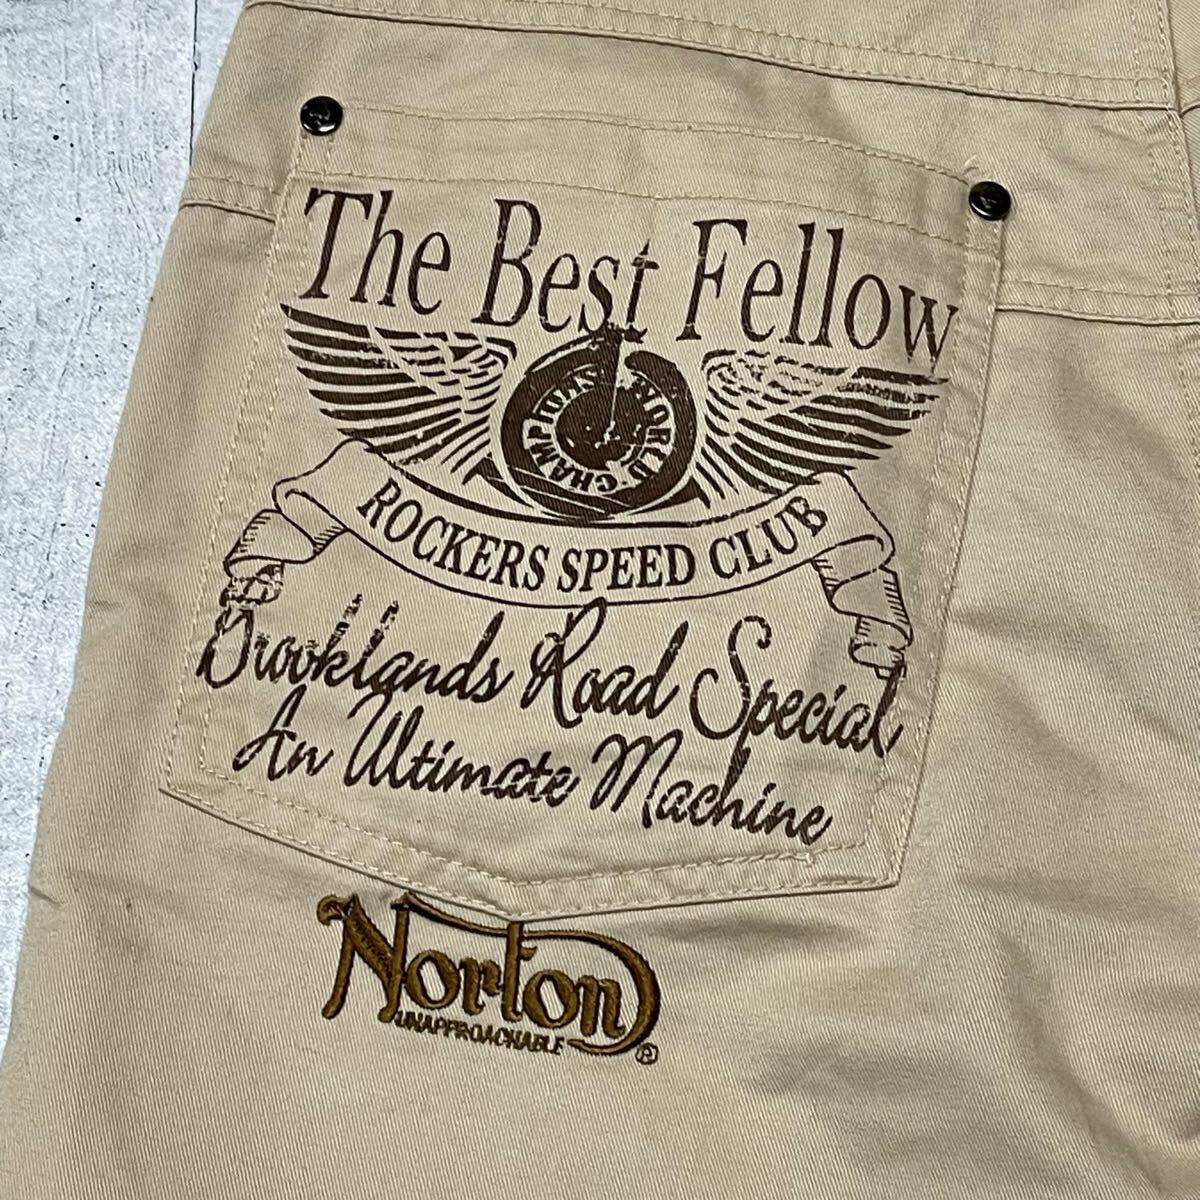 The Best Fellow
WORLD CHAMPIONS
ROCKERS SPEED CLUB
Brooklands Road Special
An Ultimate Machine
Norton
UNAPPROACHABLE
®